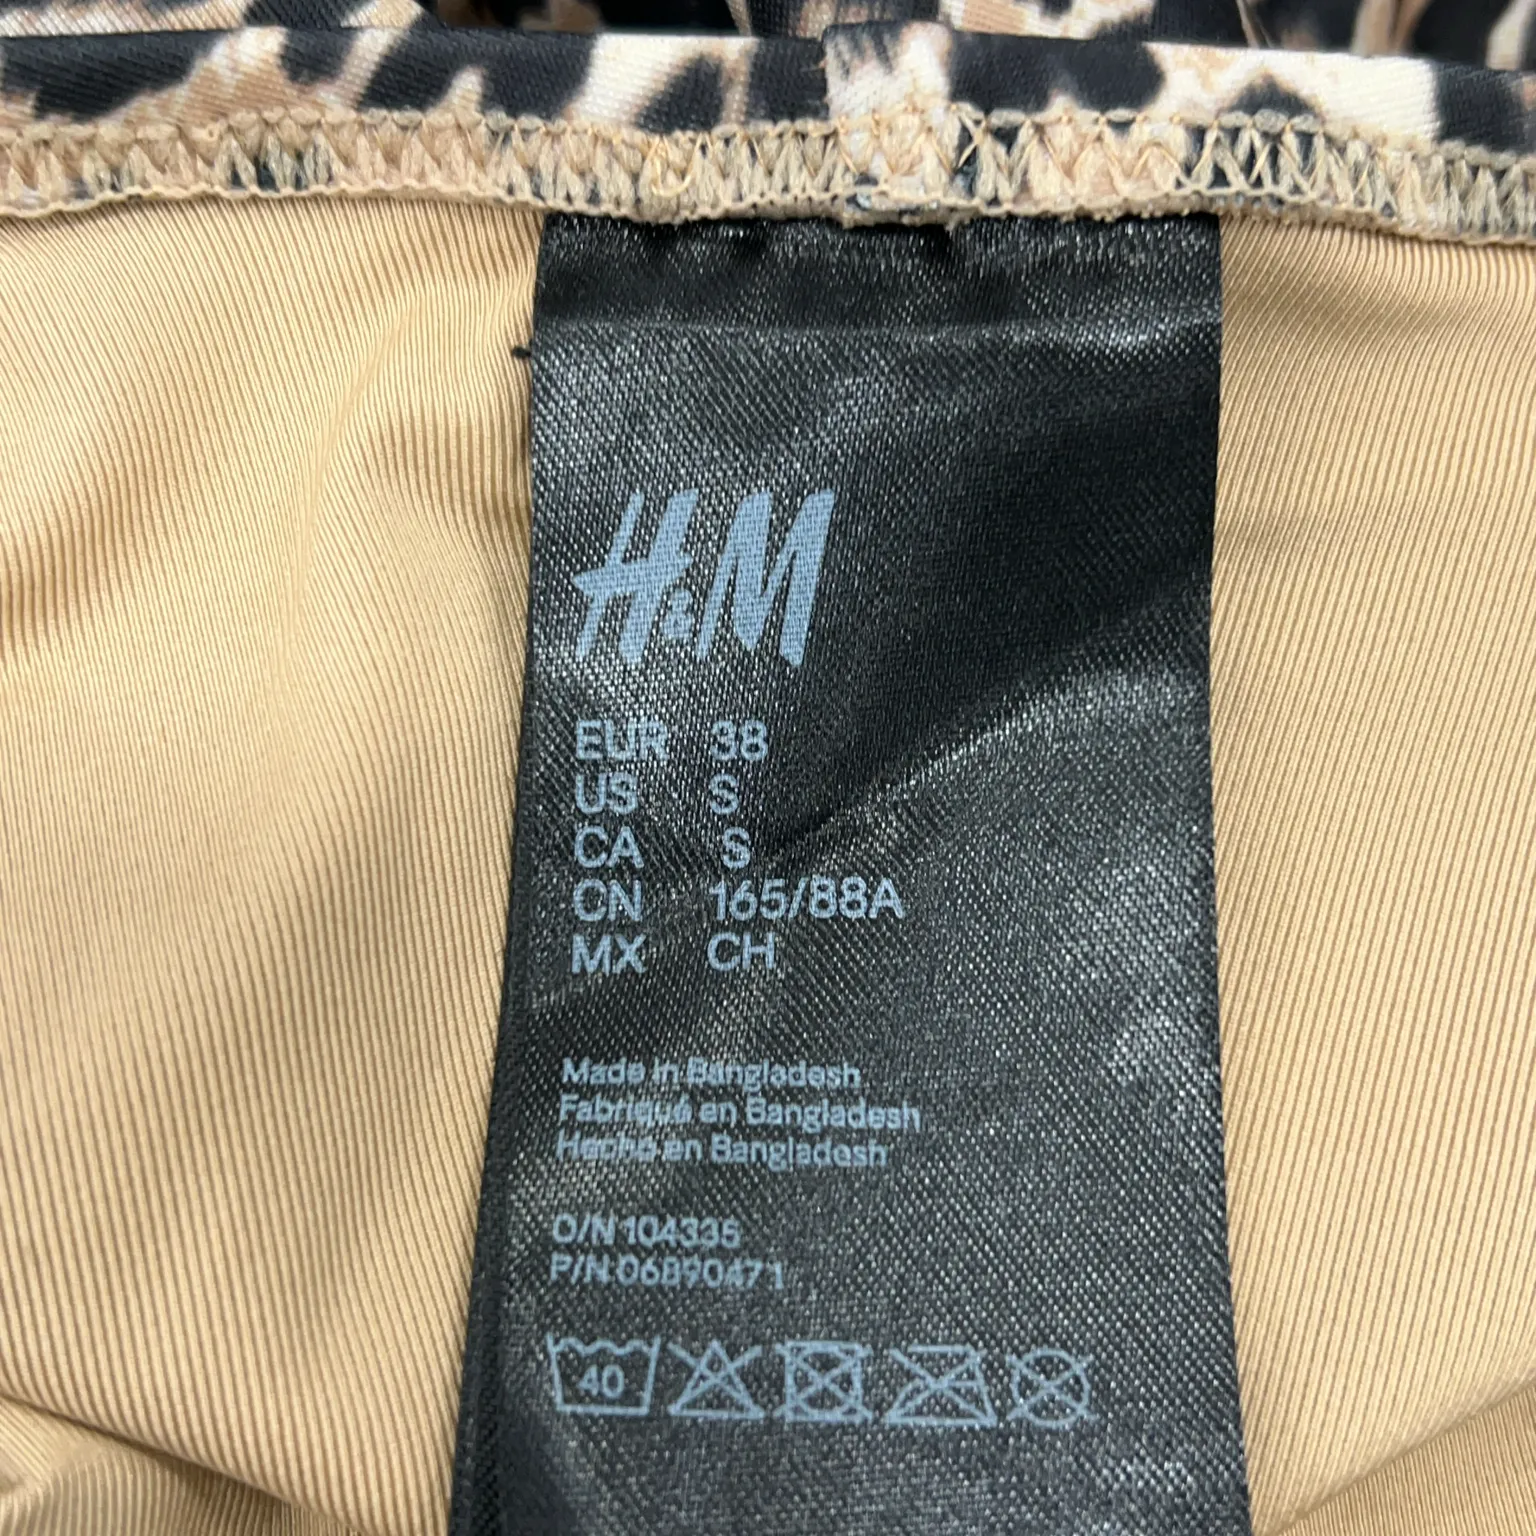 H&M
EUR 38
US S
CA S
CN 165/88A
MX CH
Made in Bangladesh
Fabriqué en Bangladesh
Hecho en Bangladesh
O/N 104335
P/N 06890471
40